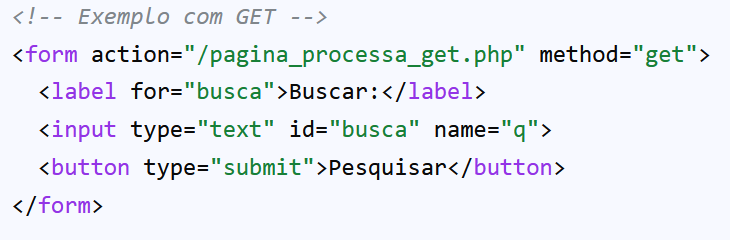 <!-- Exemplo com GET -->
<form action="/pagina_processa_get.php" method="get">
  <label for="busca">Buscar:</label>
  <input type="text" id="busca" name="q">
  <button type="submit">Pesquisar</button>
</form>